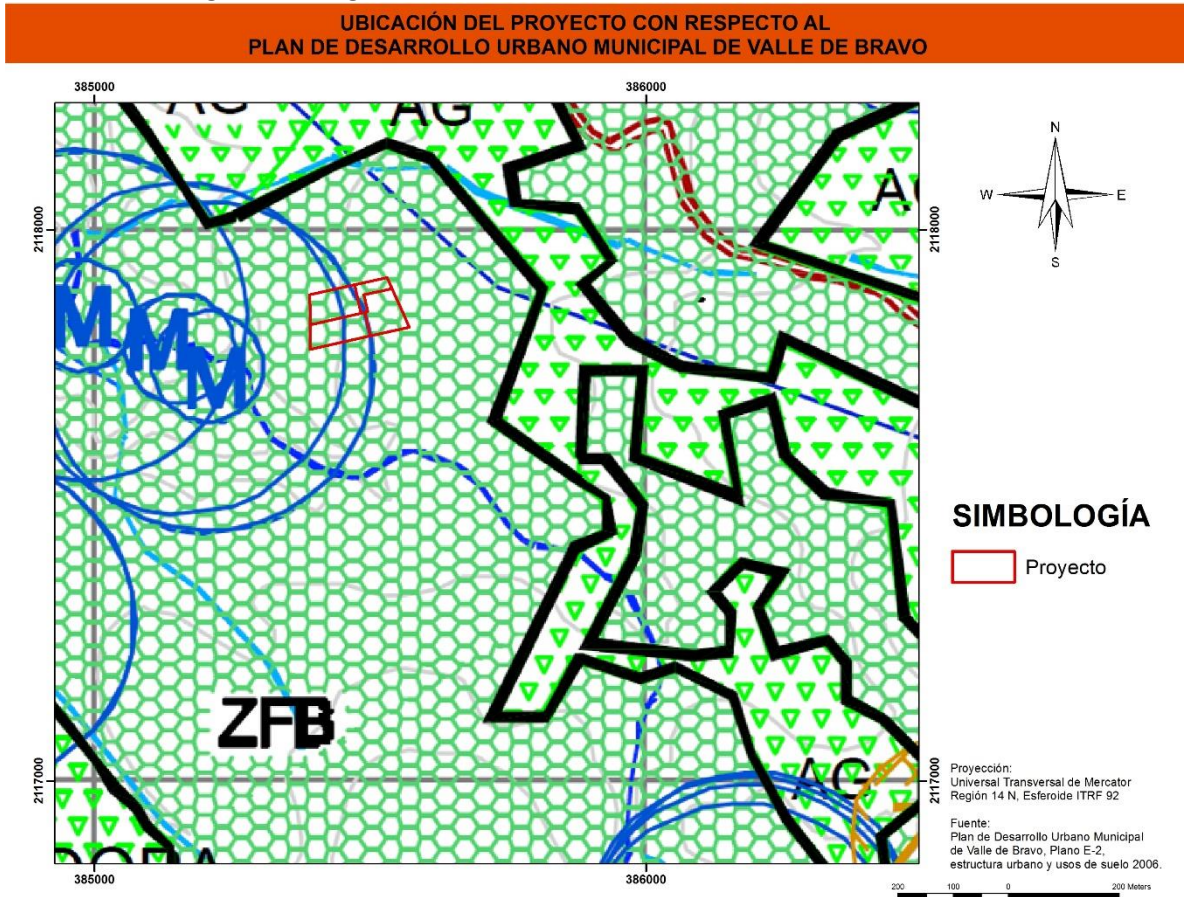 UBICACIÓN DEL PROYECTO CON RESPECTO AL
PLAN DE DESARROLLO URBANO MUNICIPAL DE VALLE DE BRAVO
385000
386000
AG
AG
AG
2118000
2118000
N
W
E
S
M
M
M
SIMBOLOGÍA
Proyecto
2117000
2117000
AG
Proyección:
Universal Transversal de Mercator
Región 14 N, Esferoide ITRF 92
Fuente:
Plan de Desarrollo Urbano Municipal
de Valle de Bravo, Plano E-2,
estructura urbano y usos de suelo 2006.
385000
386000
200 100 0 200 Meters